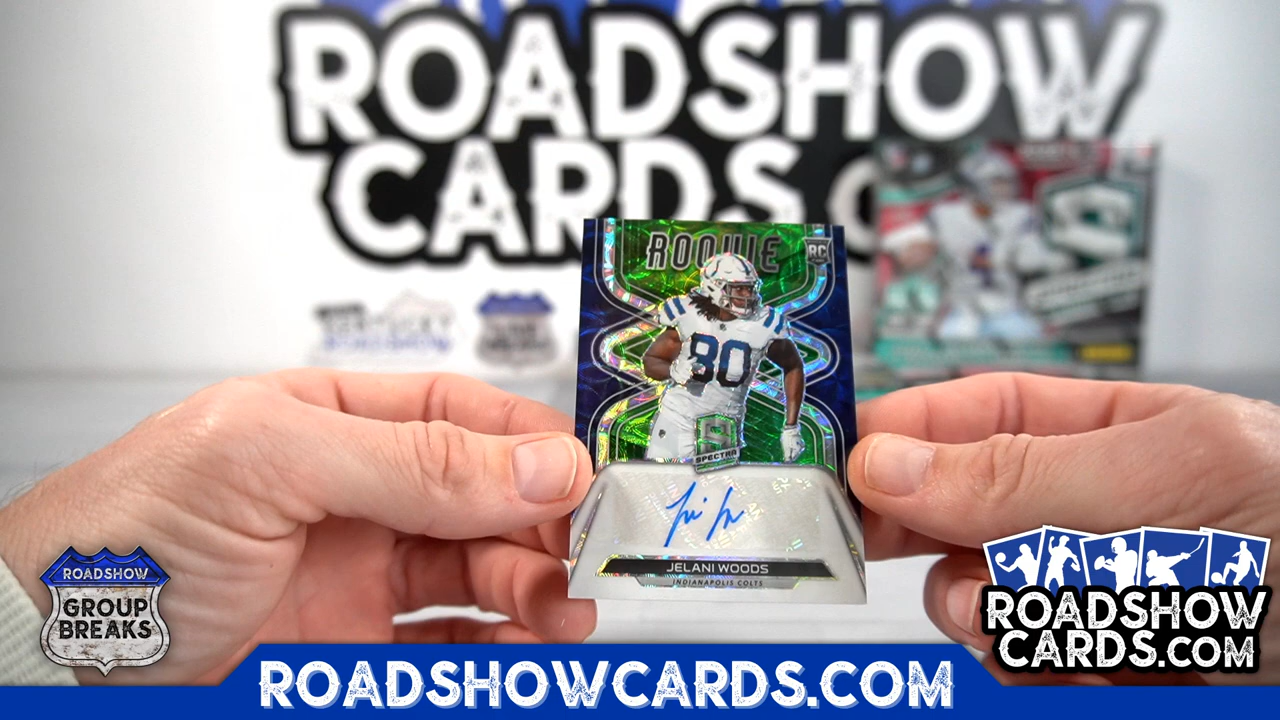 ROADSHOW
CARDS.C
ROOKIE
RC
80
SPECTRA
JELANI WOODS
INDIANAPOLIS COLTS
ROADSHOW
GROUP
BREAKS
ROADSHOW
CARDS.COM
ROADSHOWCARDS.COM